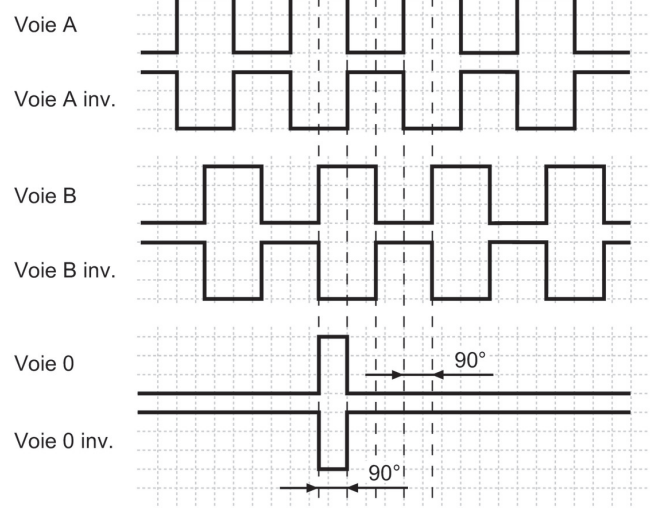 Voie A
Voie A inv.
Voie B
Voie B inv.
Voie 0
90°
Voie 0 inv.
90°